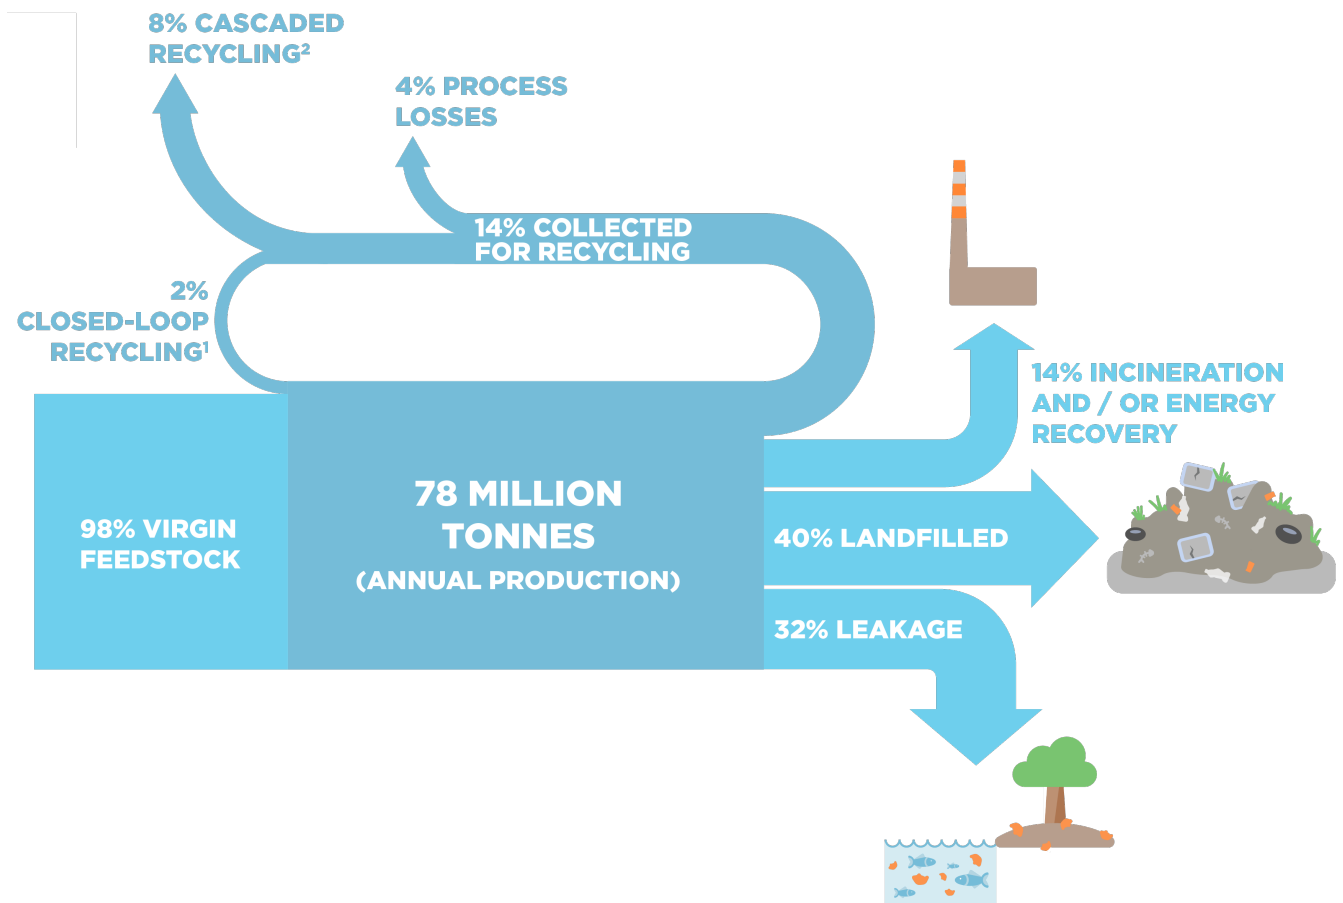 8% CASCADED
RECYCLING²
4% PROCESS
LOSSES
14% COLLECTED
FOR RECYCLING
2%
CLOSED-LOOP
RECYCLING¹
14% INCINERATION
AND / OR ENERGY
RECOVERY
78 MILLION
TONNES
(ANNUAL PRODUCTION)
98% VIRGIN
FEEDSTOCK
40% LANDFILLED
32% LEAKAGE